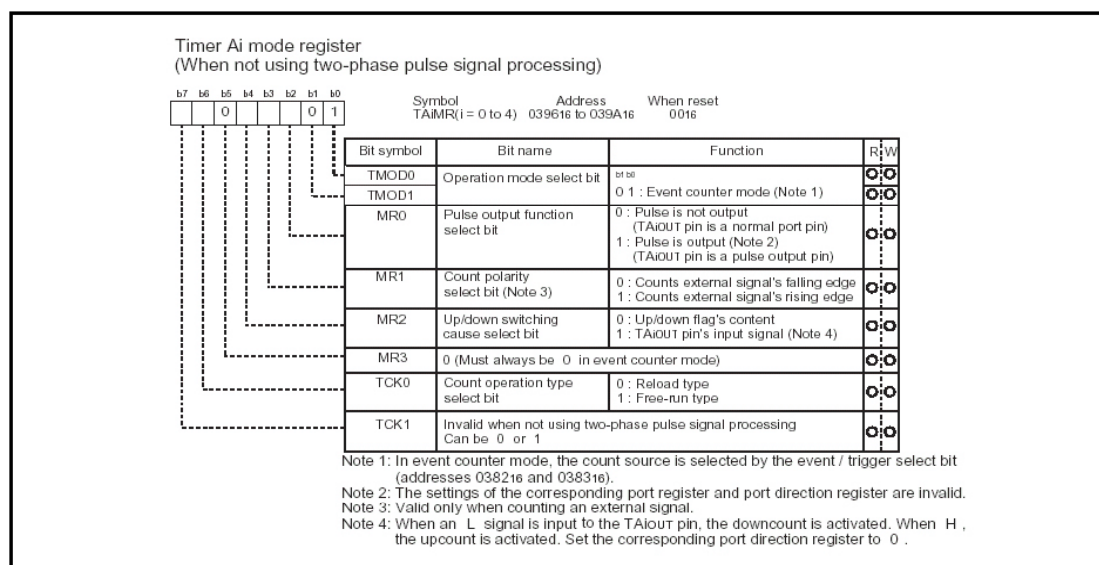 Timer Ai mode register
(When not using two-phase pulse signal processing)
b7 b6 b5 b4 b3 b2 b1 b0
0 0 1
Symbol Address When reset
TAiMR(i = 0 to 4) 039616 to 039A16 0016
Bit symbol Bit name Function R W
TMOD0 Operation mode select bit b1 b0
TMOD1 0 1 : Event counter mode (Note 1)
MR0 Pulse output function select bit 0 : Pulse is not output
(TAiOUT pin is a normal port pin)
1 : Pulse is output (Note 2)
(TAiOUT pin is a pulse output pin)
MR1 Count polarity select bit (Note 3) 0 : Counts external signal's falling edge
1 : Counts external signal's rising edge
MR2 Up/down switching cause select bit 0 : Up/down flag's content
1 : TAiOUT pin's input signal (Note 4)
MR3 0 (Must always be 0 in event counter mode)
TCK0 Count operation type select bit 0 : Reload type
1 : Free-run type
TCK1 Invalid when not using two-phase pulse signal processing
Can be 0 or 1
Note 1: In event counter mode, the count source is selected by the event / trigger select bit
(addresses 038216 and 038316).
Note 2: The settings of the corresponding port register and port direction register are invalid.
Note 3: Valid only when counting an external signal.
Note 4: When an L signal is input to the TAiOUT pin, the downcount is activated. When H ,
the upcount is activated. Set the corresponding port direction register to 0 .